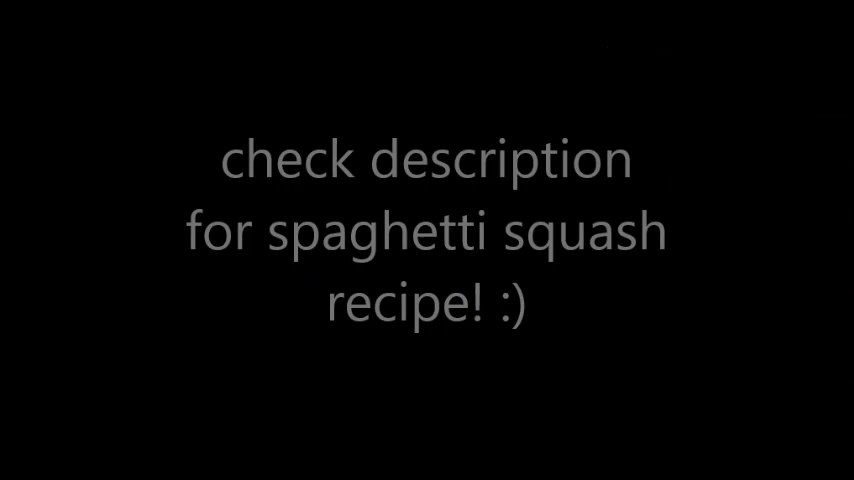 check description
for spaghetti squash
recipe! :)